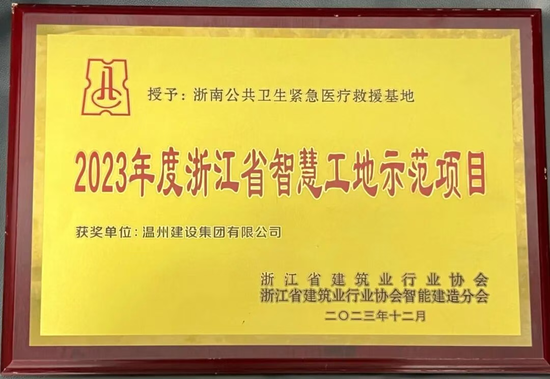 授予：浙南公共卫生紧急医疗救援基地
2023年度浙江省智慧工地示范项目
获奖单位：温州建设集团有限公司
浙江省建筑业行业协会
浙江省建筑业行业协会智能建造分会
二〇二三年十二月